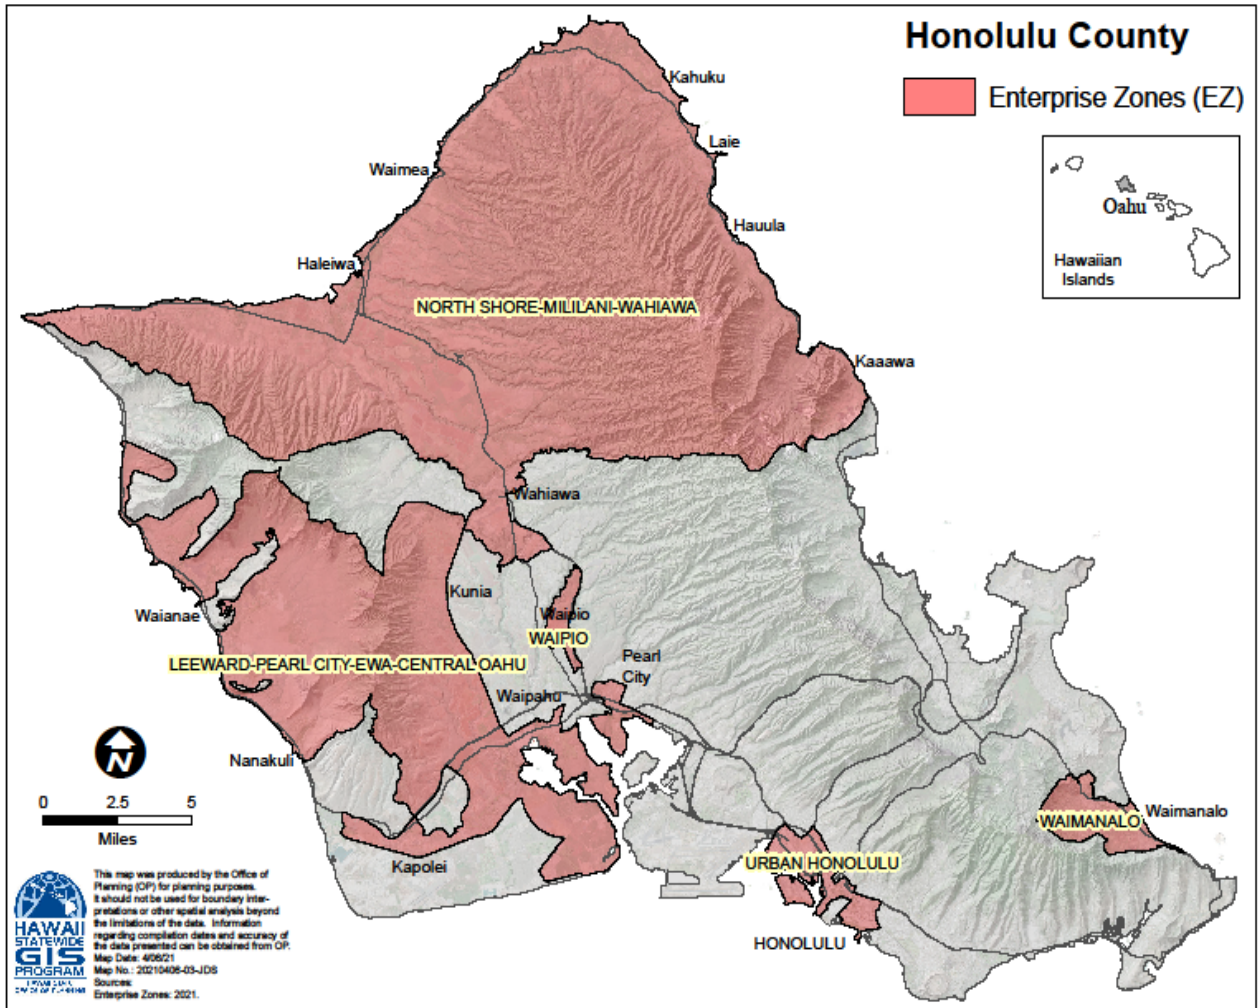 Honolulu County
Enterprise Zones (EZ)
Oahu
Hawaiian
Islands
Kahuku
Laie
Waimea
Hauula
Haleiwa
NORTH SHORE-MILILANI-WAHIAWA
Kaaawa
Wahiawa
Kunia
Waianae
Waipio
WAIPIO
LEEWARD-PEARL CITY-EWA-CENTRAL OAHU
Pearl
City
Waipahu
Nanakuli
WAIMANALO
Waimanalo
URBAN HONOLULU
Kapolei
HONOLULU
N
0 2.5 5
Miles
HAWAII
STATEWIDE
GIS
PROGRAM
This map was produced by the Office of
Planning (OP) for planning purposes.
It should not be used for boundary inter-
pretations or other spatial analysis beyond
the limitations of the data. Information
regarding compilation dates and accuracy of
the data presented can be obtained from OP.
Map Date: 4/06/21
Map No.: 20210406-03-JDS
Sources:
Enterprise Zones: 2021.